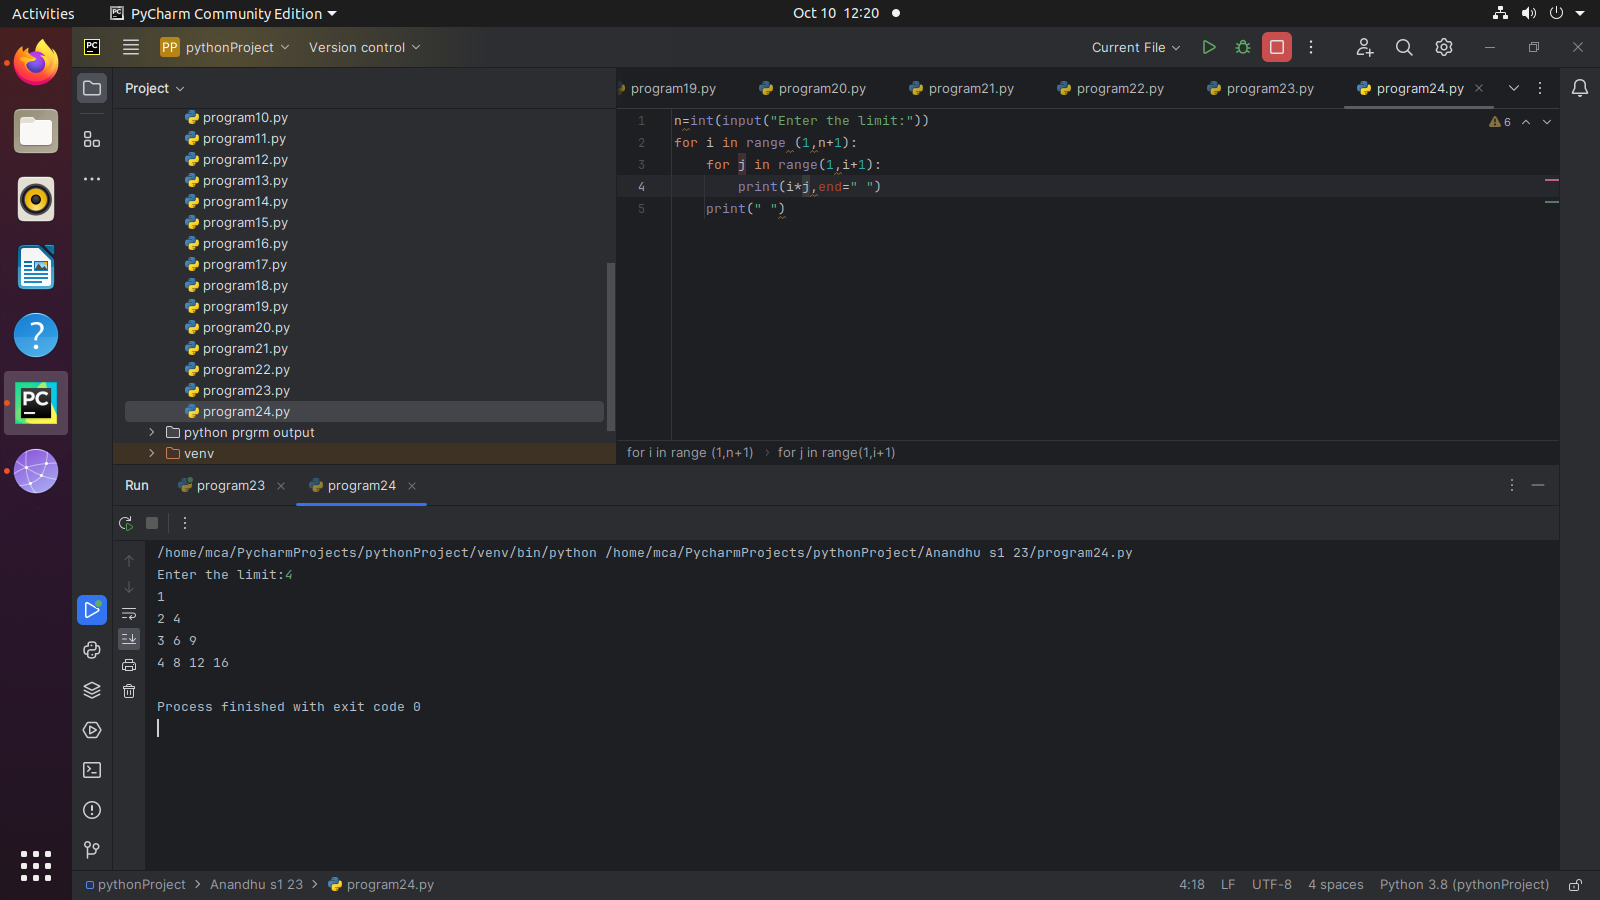 Activities PyCharm Community Edition Oct 10 12:20
PC PP pythonProject Version control Current File
Project
program19.py program20.py program21.py program22.py program23.py program24.py
program10.py
program11.py
program12.py
program13.py
program14.py
program15.py
program16.py
program17.py
program18.py
program19.py
program20.py
program21.py
program22.py
program23.py
program24.py
python prgrm output
venv
1 n=int(input("Enter the limit:"))
2 for i in range (1,n+1):
3 for j in range(1,i+1):
4 print(i*j,end=" ")
5 print(" ")
6
for i in range (1,n+1) › for j in range(1,i+1)
PC
Run program23 program24
/home/mca/PycharmProjects/pythonProject/venv/bin/python /home/mca/PycharmProjects/pythonProject/Anandhu s1 23/program24.py
Enter the limit:4
1
2 4
3 6 9
4 8 12 16
Process finished with exit code 0
pythonProject > Anandhu s1 23 > program24.py 4:18 LF UTF-8 4 spaces Python 3.8 (pythonProject)